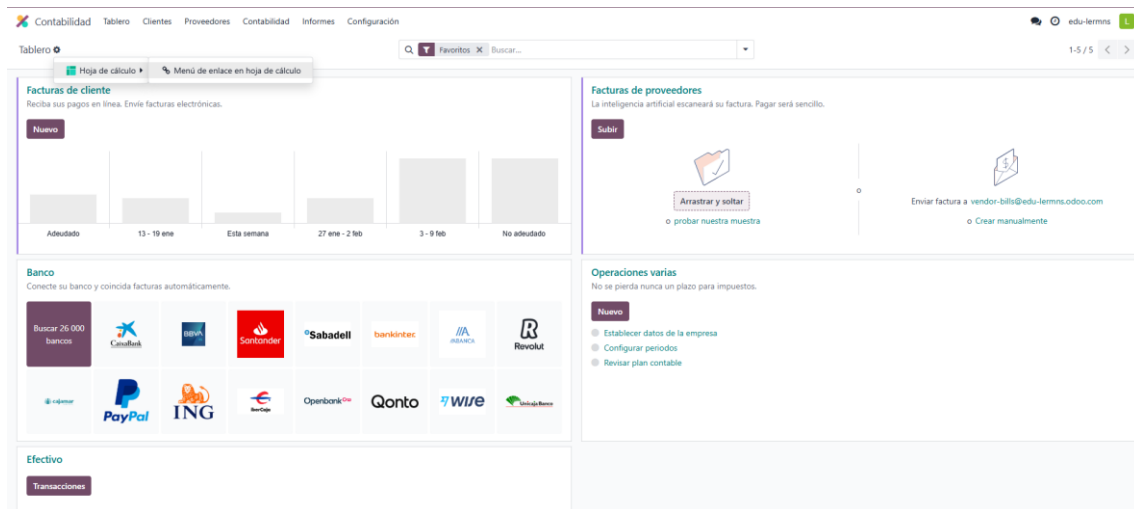 Contabilidad Tablero Clientes Proveedores Contabilidad Informes Configuración edu-lermns L
Tablero Favoritos Buscar... 1-5 / 5
Hoja de cálculo Menú de enlace en hoja de cálculo
Facturas de cliente
Reciba sus pagos en línea. Envíe facturas electrónicas.
Nuevo
Adeudado 13 - 19 ene Esta semana 27 ene - 2 feb 3 - 9 feb No adeudado
Facturas de proveedores
La inteligencia artificial escaneará su factura. Pagar será sencillo.
Subir
Arrastrar y soltar
o probar nuestra muestra
o
$
Enviar factura a vendor-bills@edu-lermns.odoo.com
o Crear manualmente
Banco
Conecte su banco y coincida facturas automáticamente.
Buscar 26 000
bancos
CaixaBank
BBVA
Santander
Sabadell
bankinter.
ABANCA
Revolut
cajamar
PayPal
ING
iberCaja
Openbank
Qonto
wise
Unicaja Banco
Operaciones varias
No se pierda nunca un plazo para impuestos.
Nuevo
Establecer datos de la empresa
Configurar periodos
Revisar plan contable
Efectivo
Transacciones